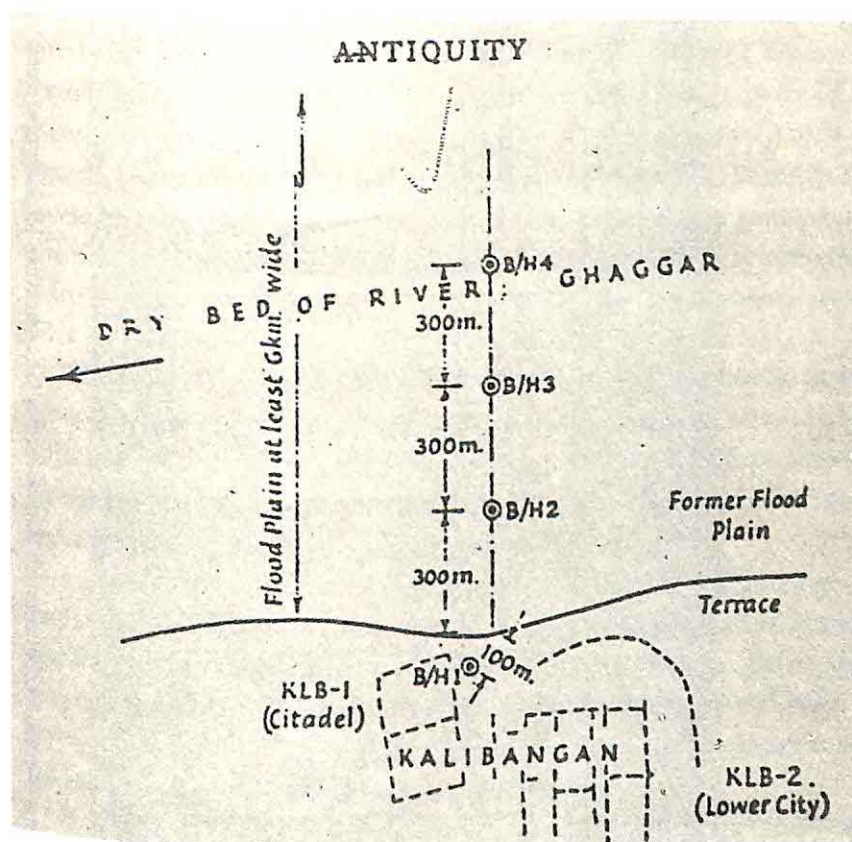 ANTIQUITY
B/H4
GHAGGAR
DRY BED OF RIVER
300m.
Flood Plain at least 6km. wide
B/H3
300m.
B/H2
Former Flood
Plain
300m.
Terrace
100m.
B/H1
KLB-1
(Citadel)
KALIBANGAN
KLB-2.
(Lower City)